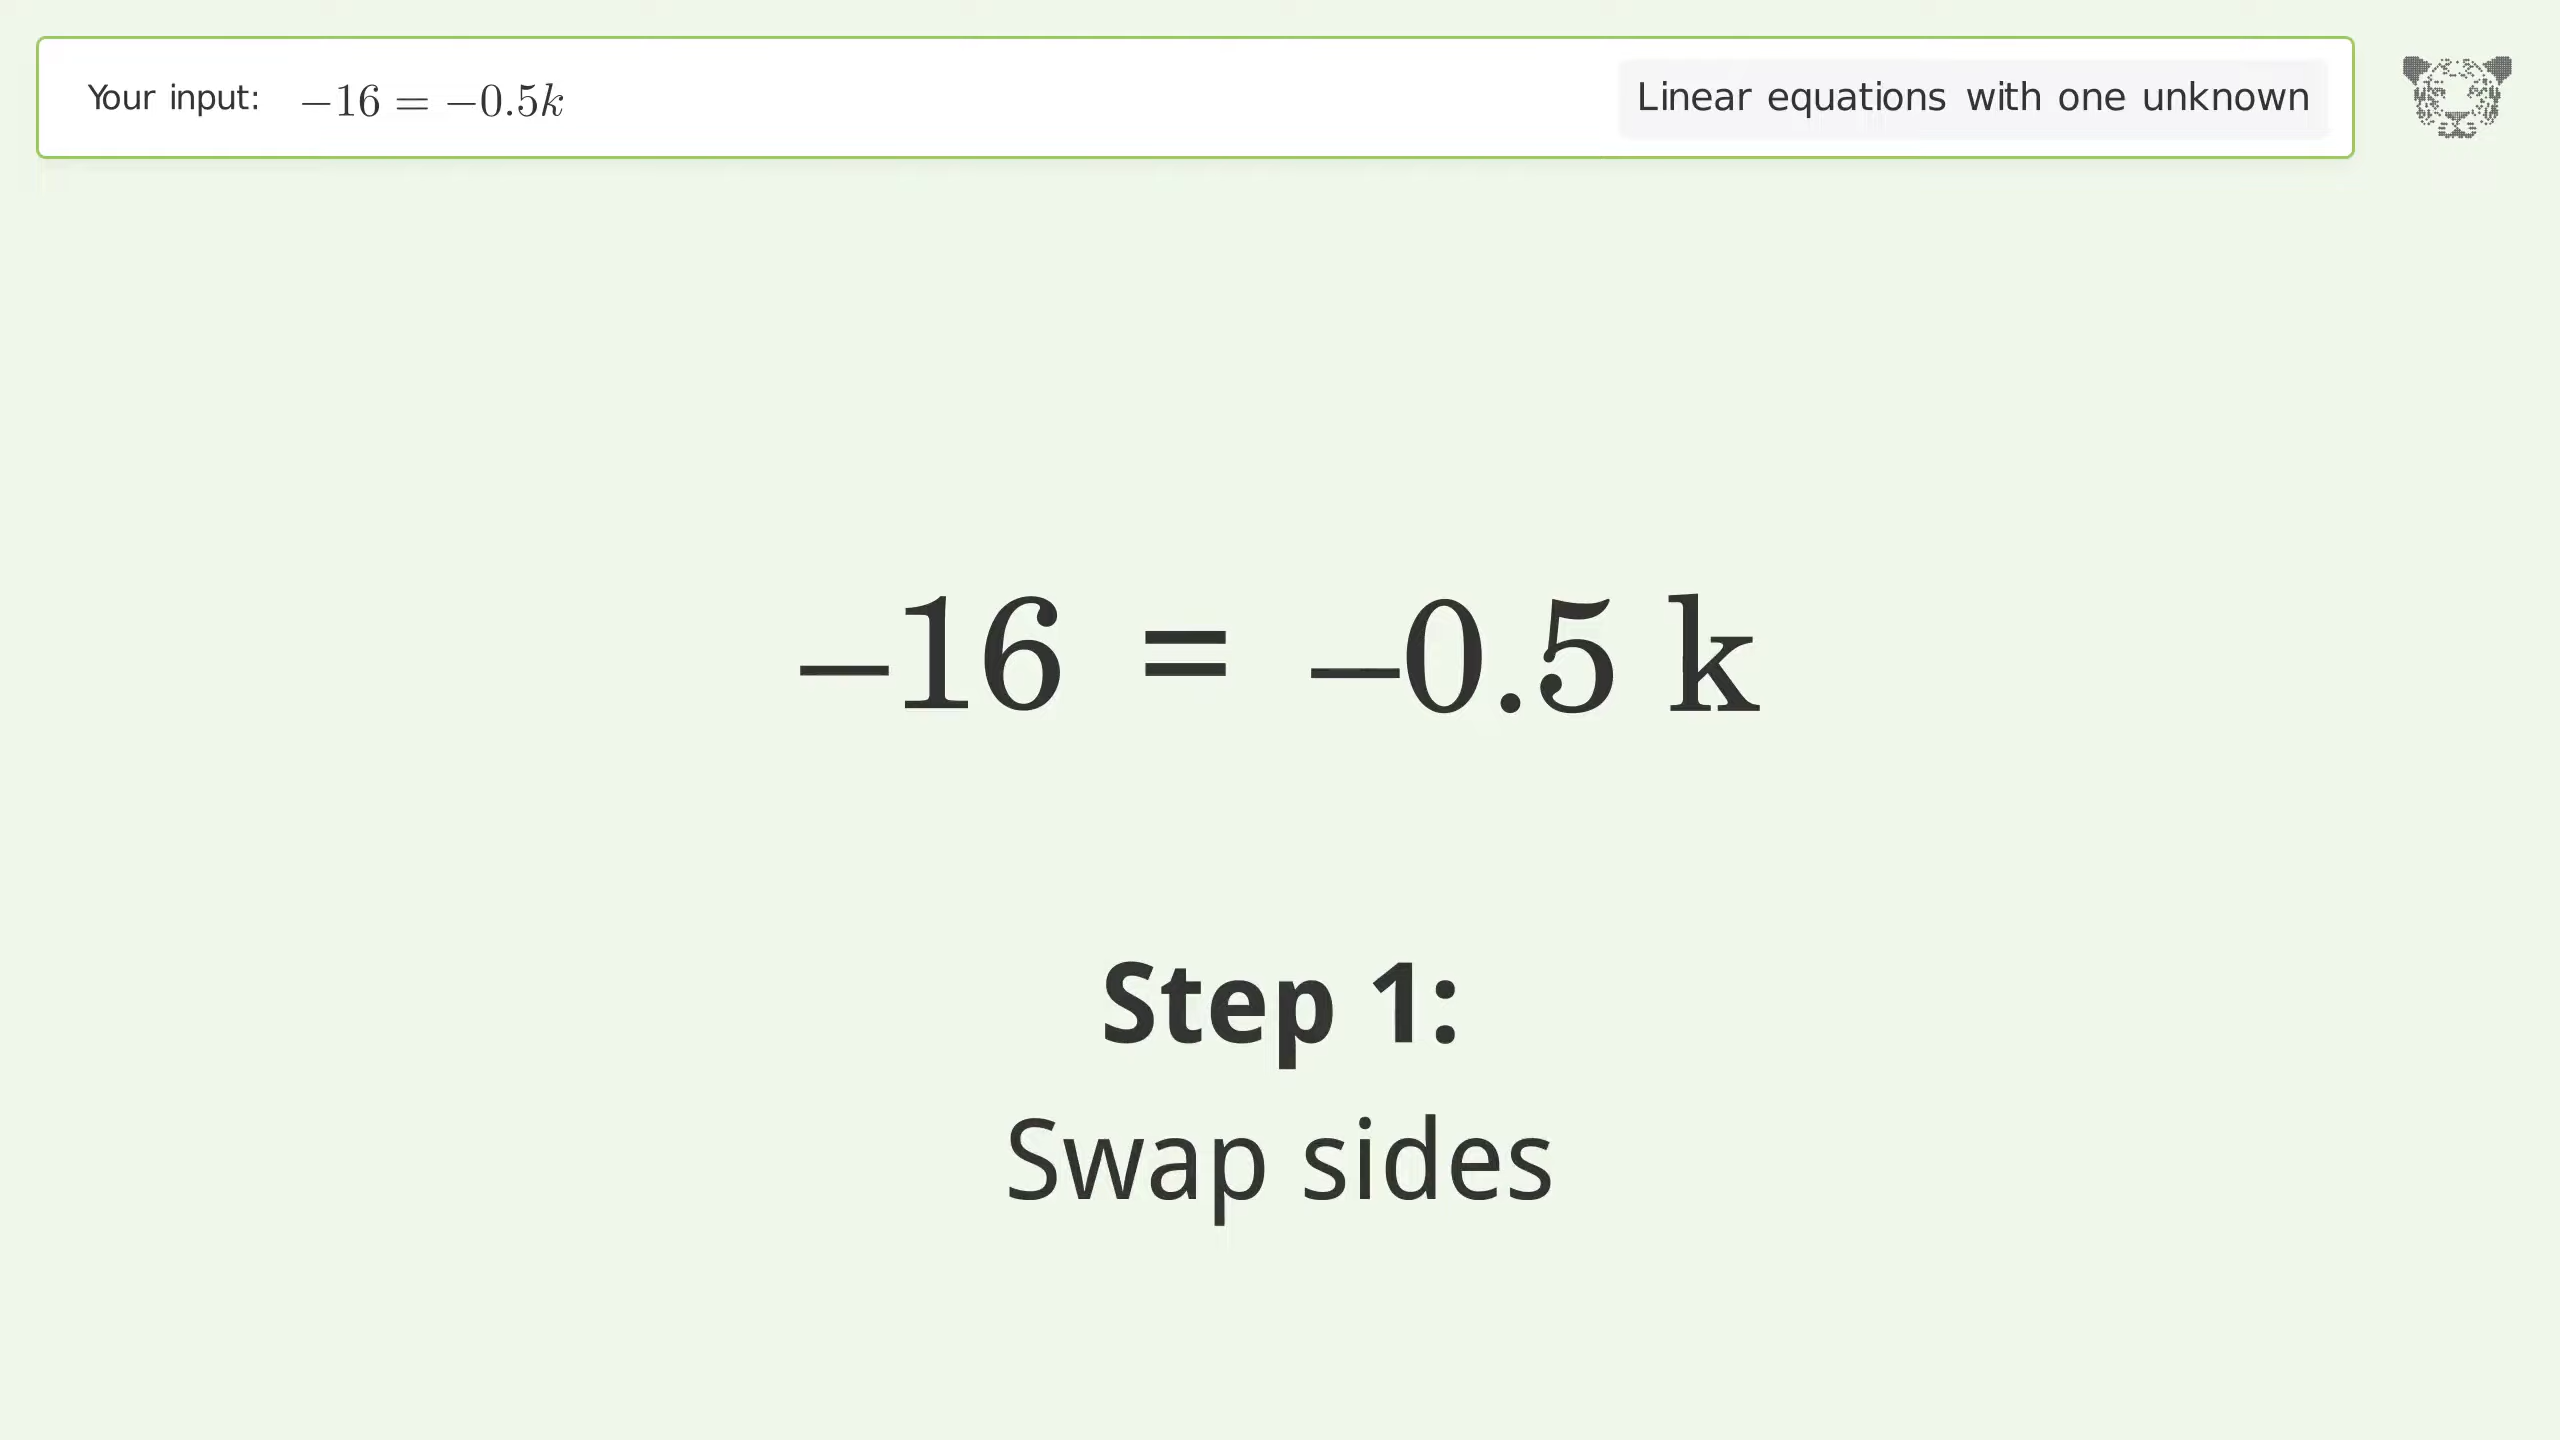 Your input: −16 = −0.5k
Linear equations with one unknown
−16 = −0.5 k
Step 1:
Swap sides